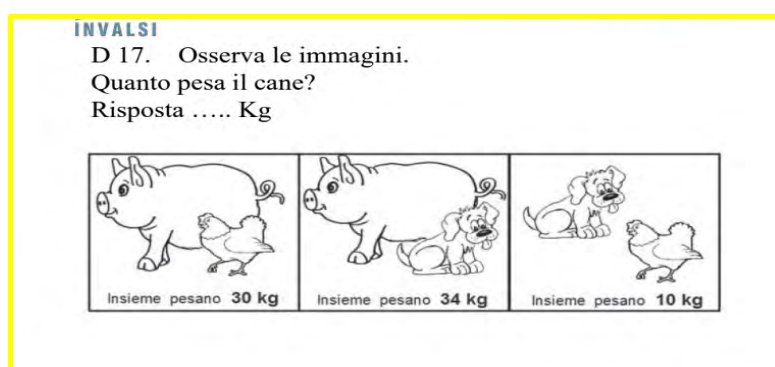 INVALSI
D 17. Osserva le immagini.
Quanto pesa il cane?
Risposta ….. Kg
Insieme pesano 30 kg
Insieme pesano 34 kg
Insieme pesano 10 kg